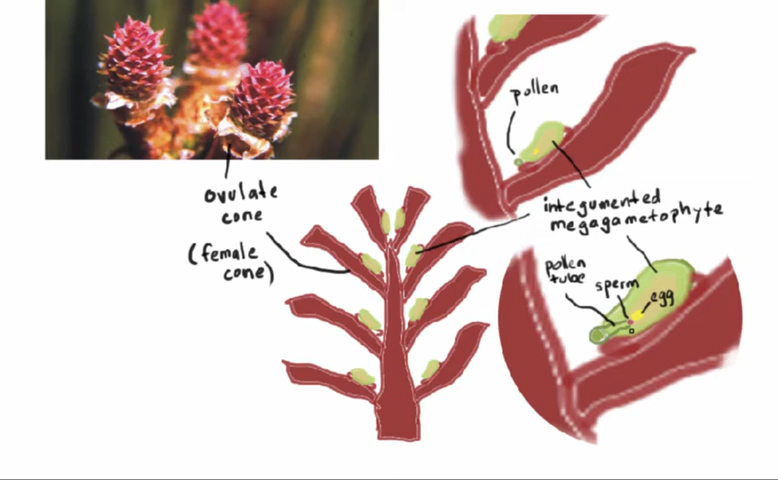 pollen
ovulate
cone
(female
cone)
integumented
megagametophyte
pollen
tube
sperm
egg